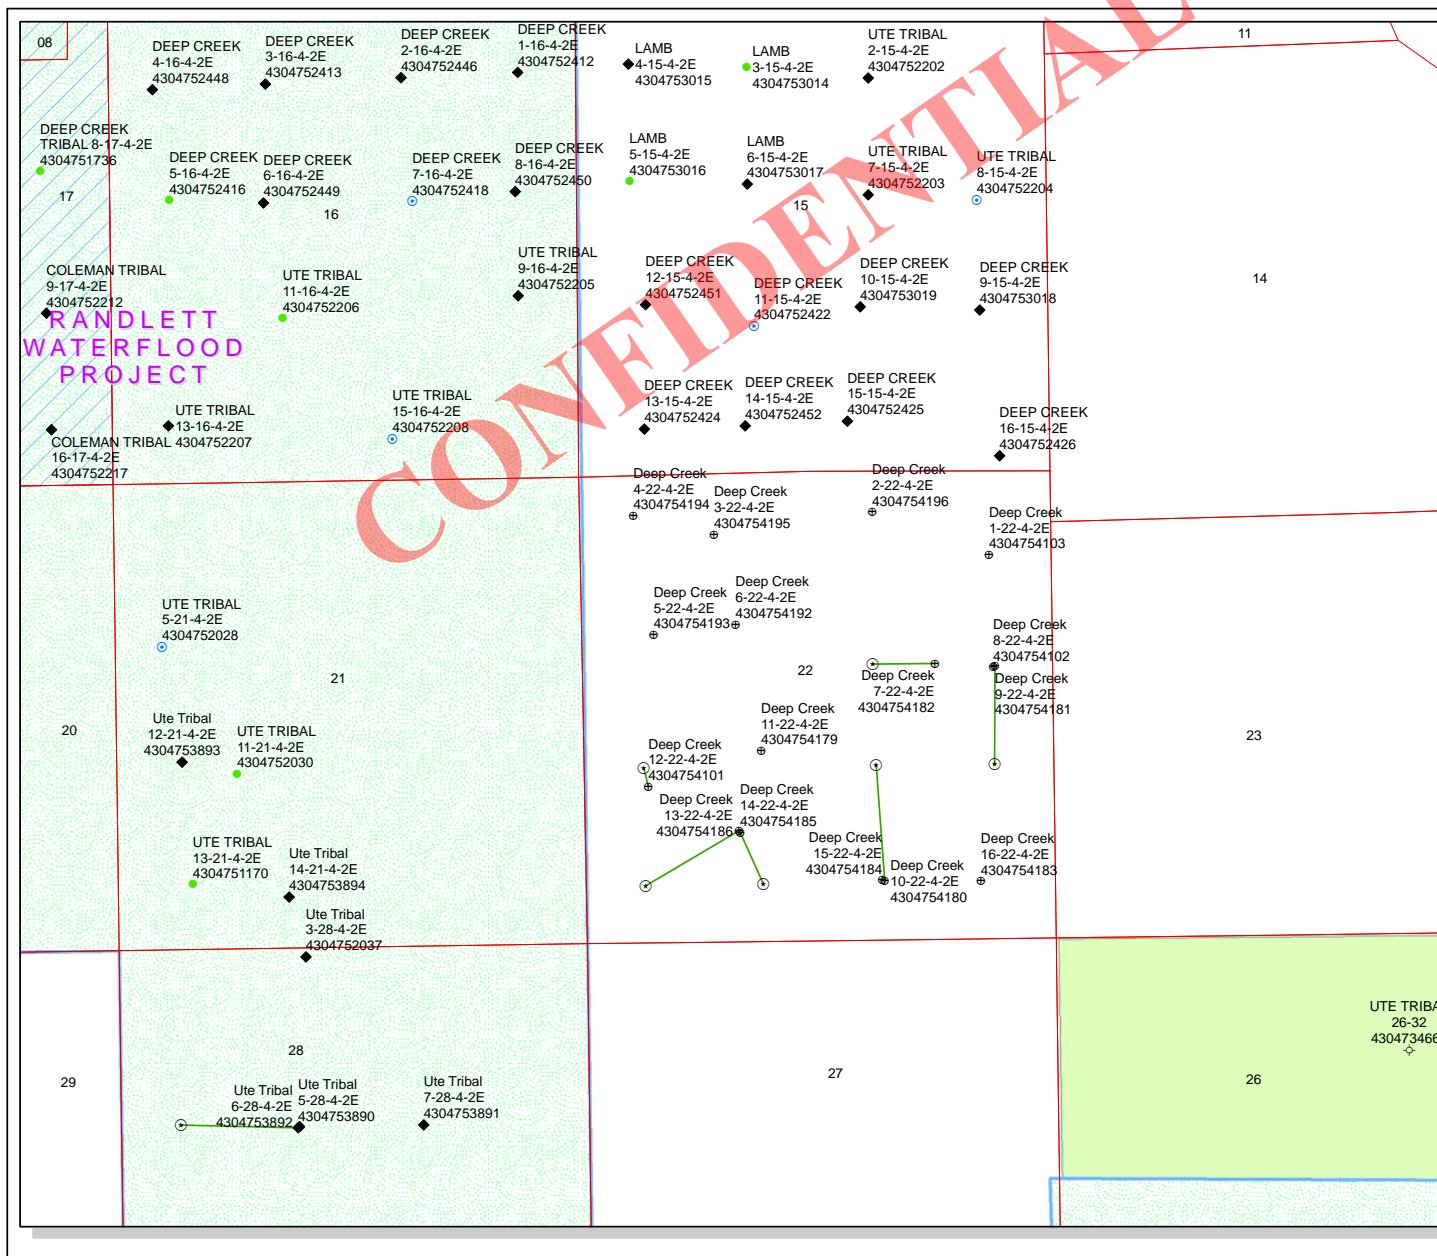 08
DEEP CREEK
4-16-4-2E
4304752448
DEEP CREEK
3-16-4-2E
4304752413
DEEP CREEK
2-16-4-2E
4304752446
DEEP CREEK
1-16-4-2E
4304752412
LAMB
4-15-4-2E
4304753015
LAMB
3-15-4-2E
4304753014
UTE TRIBAL
2-15-4-2E
4304752202
11
DEEP CREEK
TRIBAL 8-17-4-2E
4304751736
17
DEEP CREEK
5-16-4-2E
4304752416
DEEP CREEK
6-16-4-2E
4304752449
16
DEEP CREEK
7-16-4-2E
4304752418
DEEP CREEK
8-16-4-2E
4304752450
LAMB
5-15-4-2E
4304753016
LAMB
6-15-4-2E
4304753017
15
UTE TRIBAL
7-15-4-2E
4304752203
UTE TRIBAL
8-15-4-2E
4304752204
COLEMAN TRIBAL
9-17-4-2E
4304752212
RANDLETT
WATERFLOOD
PROJECT
UTE TRIBAL
11-16-4-2E
4304752206
UTE TRIBAL
9-16-4-2E
4304752205
DEEP CREEK
12-15-4-2E
4304752451
DEEP CREEK
11-15-4-2E
4304752422
DEEP CREEK
10-15-4-2E
4304753019
DEEP CREEK
9-15-4-2E
4304753018
14
COLEMAN TRIBAL
16-17-4-2E
4304752217
UTE TRIBAL
13-16-4-2E
4304752207
UTE TRIBAL
15-16-4-2E
4304752208
DEEP CREEK
13-15-4-2E
4304752424
DEEP CREEK
14-15-4-2E
4304752452
DEEP CREEK
15-15-4-2E
4304752425
DEEP CREEK
16-15-4-2E
4304752426
CONFIDENTIAL
Deep Creek
4-22-4-2E
4304754194
Deep Creek
3-22-4-2E
4304754195
Deep Creek
2-22-4-2E
4304754196
Deep Creek
1-22-4-2E
4304754103
UTE TRIBAL
5-21-4-2E
4304752028
21
Deep Creek
5-22-4-2E
4304754193
Deep Creek
6-22-4-2E
4304754192
22
Deep Creek
7-22-4-2E
4304754182
Deep Creek
8-22-4-2E
4304754102
Deep Creek
9-22-4-2E
4304754181
20
Ute Tribal
12-21-4-2E
4304753893
UTE TRIBAL
11-21-4-2E
4304752030
Deep Creek
12-22-4-2E
4304754101
Deep Creek
11-22-4-2E
4304754179
23
Deep Creek
13-22-4-2E
4304754186
Deep Creek
14-22-4-2E
4304754185
Deep Creek
15-22-4-2E
4304754184
Deep Creek
10-22-4-2E
4304754180
Deep Creek
16-22-4-2E
4304754183
UTE TRIBAL
13-21-4-2E
4304751170
Ute Tribal
14-21-4-2E
4304753894
Ute Tribal
3-28-4-2E
4304752037
28
29
27
26
UTE TRIBA
26-32
430473466
Ute Tribal
6-28-4-2E
4304753892
Ute Tribal
5-28-4-2E
4304753890
Ute Tribal
7-28-4-2E
4304753891